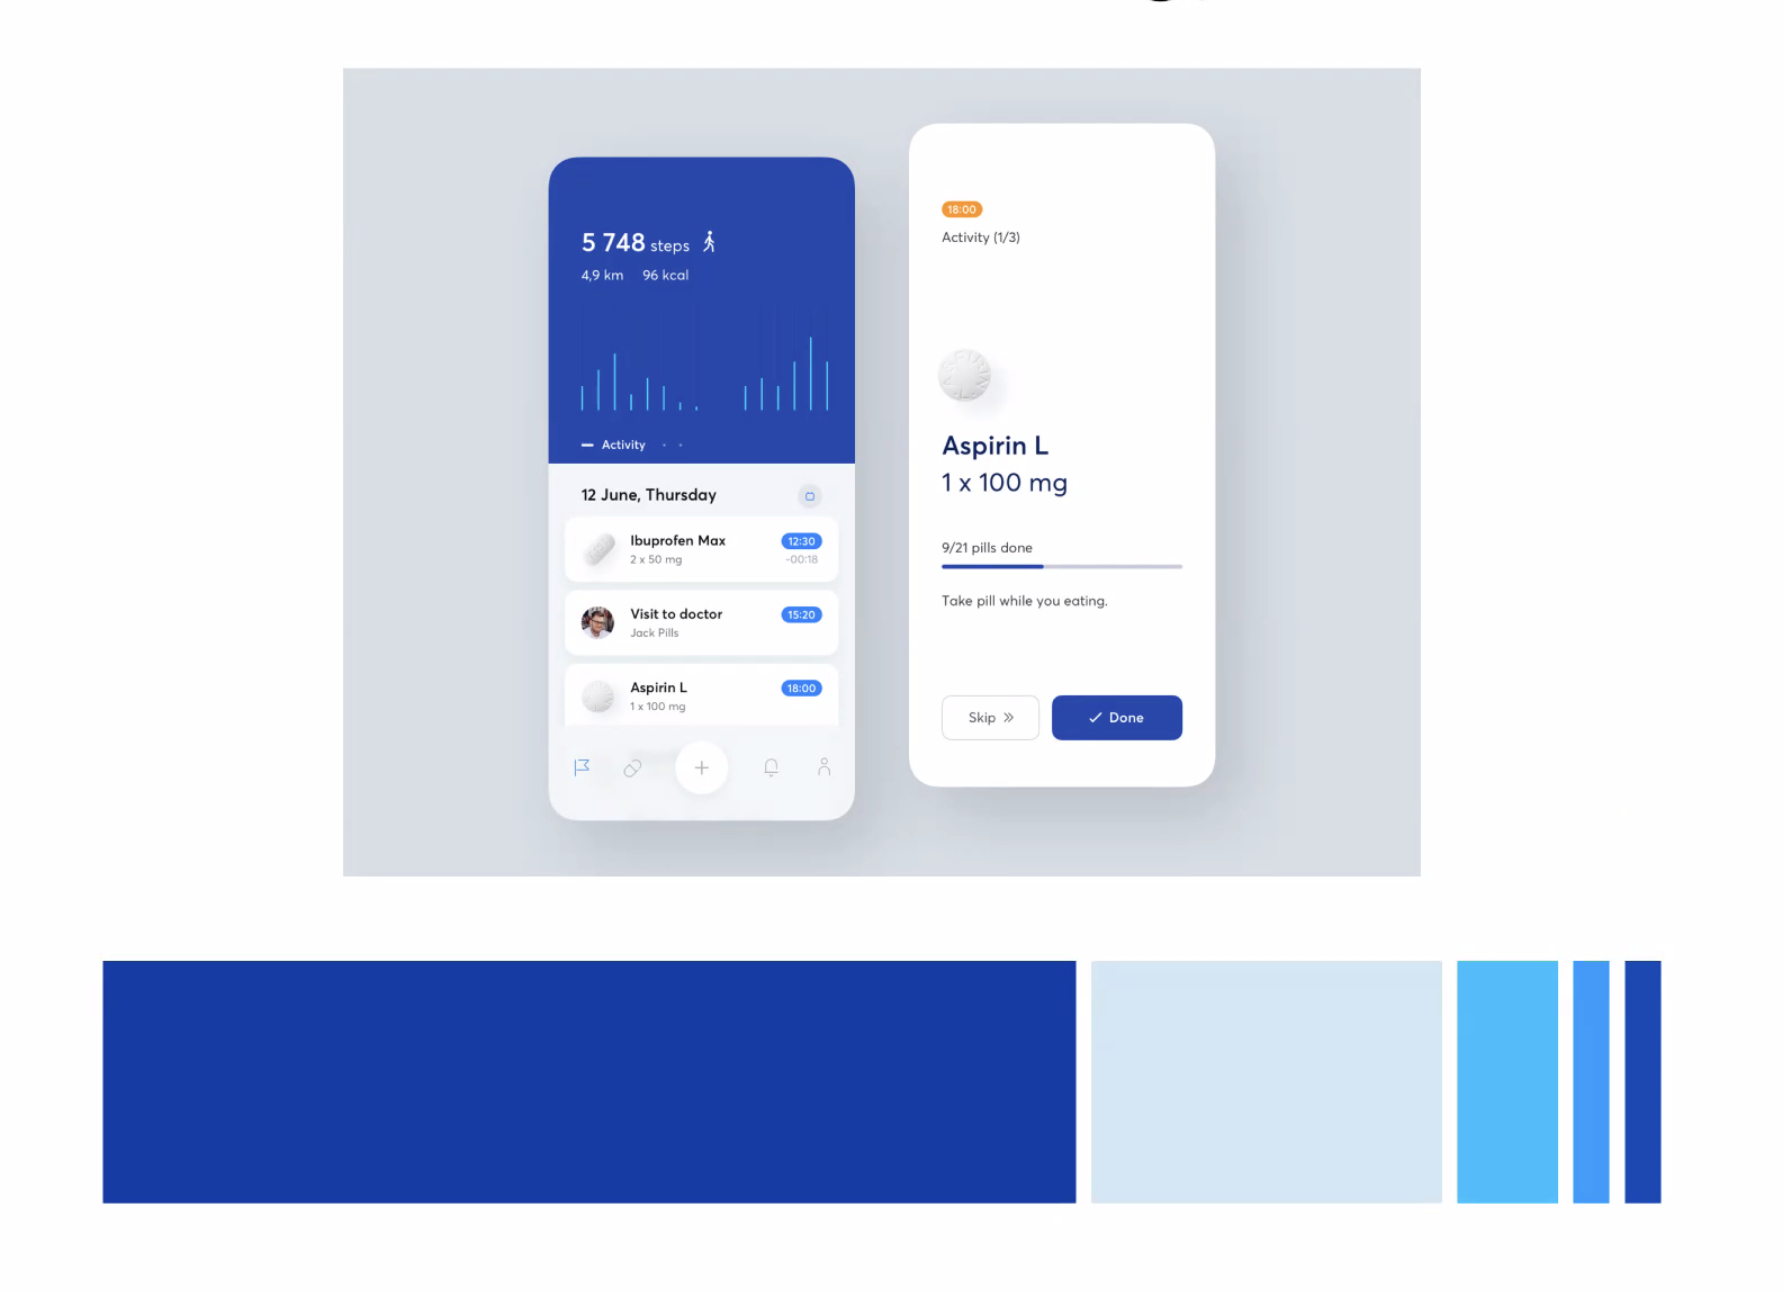 5 748 steps
4,9 km 96 kcal
Activity
12 June, Thursday
Ibuprofen Max 12:30
2 x 50 mg -00:18
Visit to doctor 15:20
Jack Pills
Aspirin L 18:00
1 x 100 mg
18:00
Activity (1/3)
ASPIRIN
Aspirin L
1 x 100 mg
9/21 pills done
Take pill while you eating.
Skip
Done